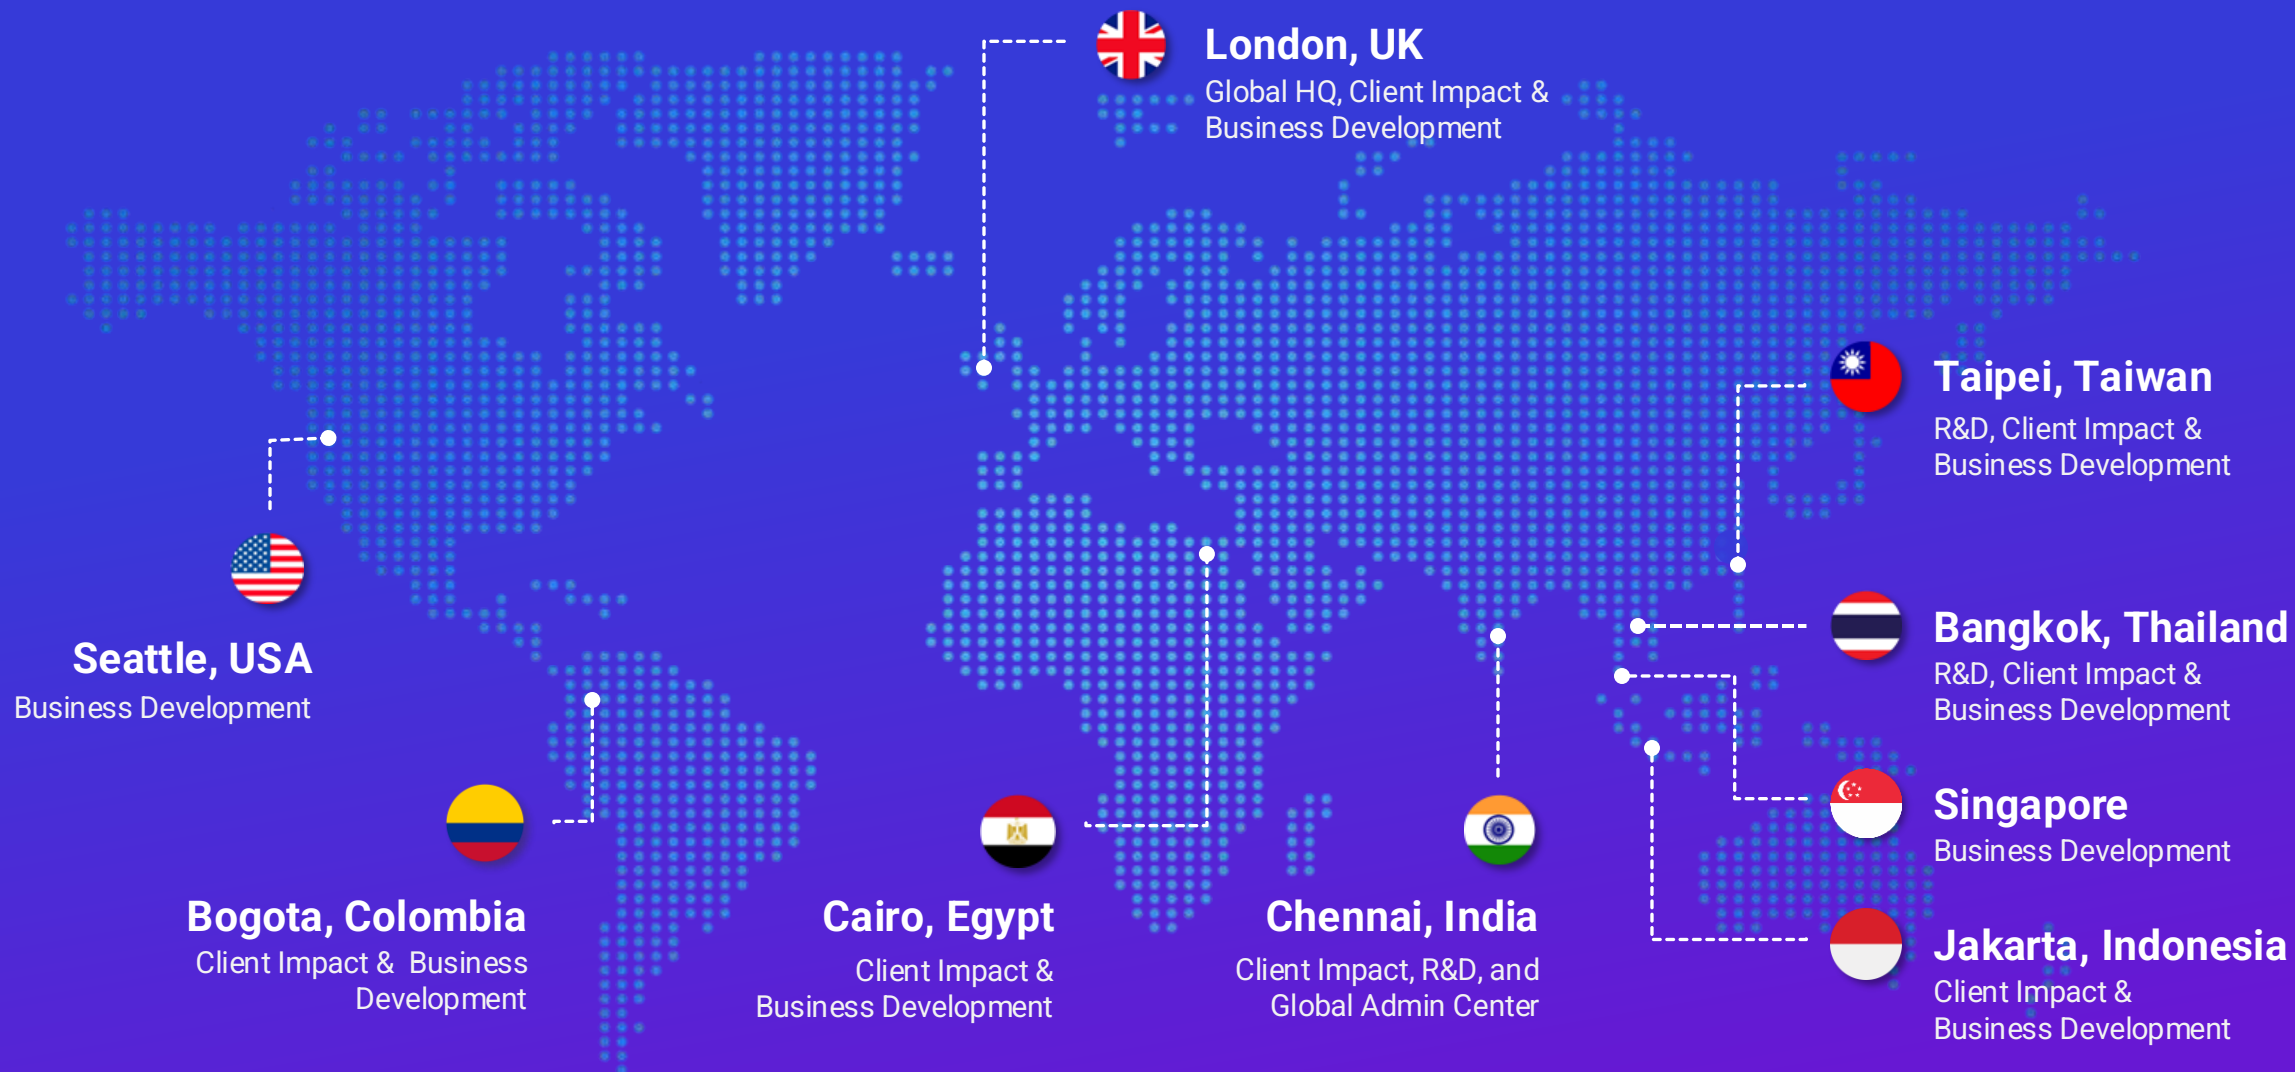 London, UK
Global HQ, Client Impact &
Business Development
Taipei, Taiwan
R&D, Client Impact &
Business Development
Seattle, USA
Business Development
Bangkok, Thailand
R&D, Client Impact &
Business Development
Singapore
Business Development
Bogota, Colombia
Client Impact & Business
Development
Cairo, Egypt
Client Impact &
Business Development
Chennai, India
Client Impact, R&D, and
Global Admin Center
Jakarta, Indonesia
Client Impact &
Business Development